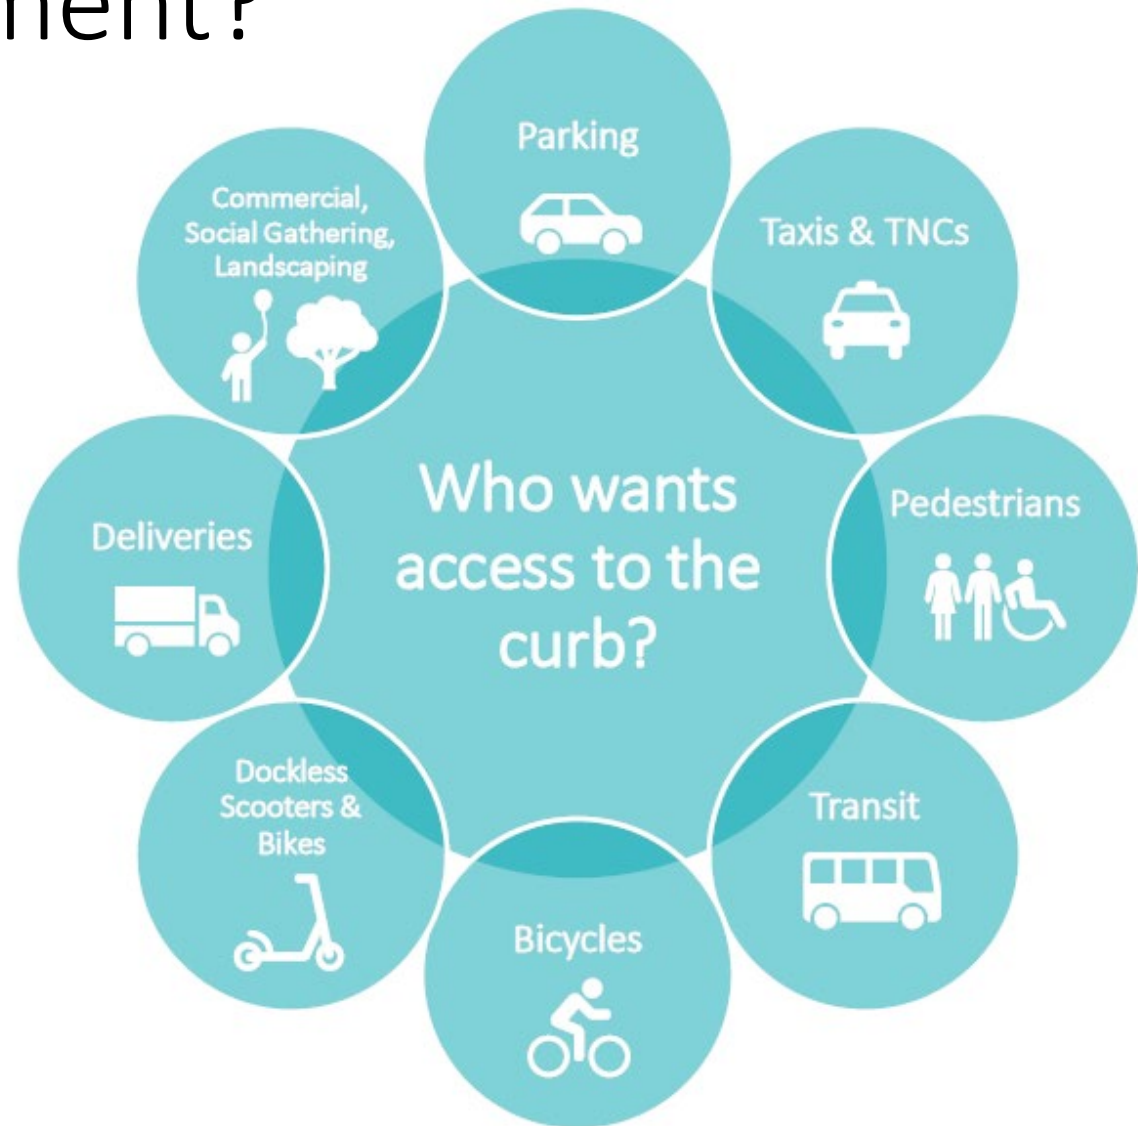 Parking
Taxis & TNCs
Pedestrians
Transit
Bicycles
Dockless
Scooters &
Bikes
Deliveries
Commercial,
Social Gathering,
Landscaping
Who wants
access to the
curb?